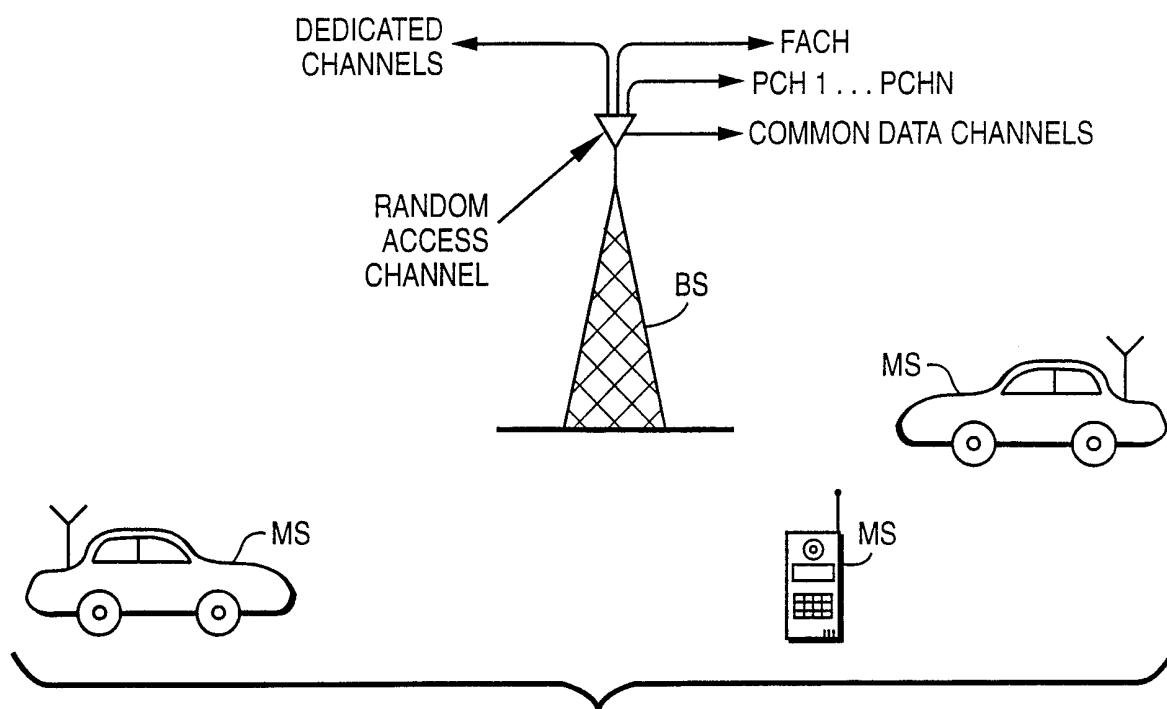 DEDICATED
CHANNELS
FACH
PCH 1 . . . PCHN
COMMON DATA CHANNELS
RANDOM
ACCESS
CHANNEL
BS
MS
MS
MS